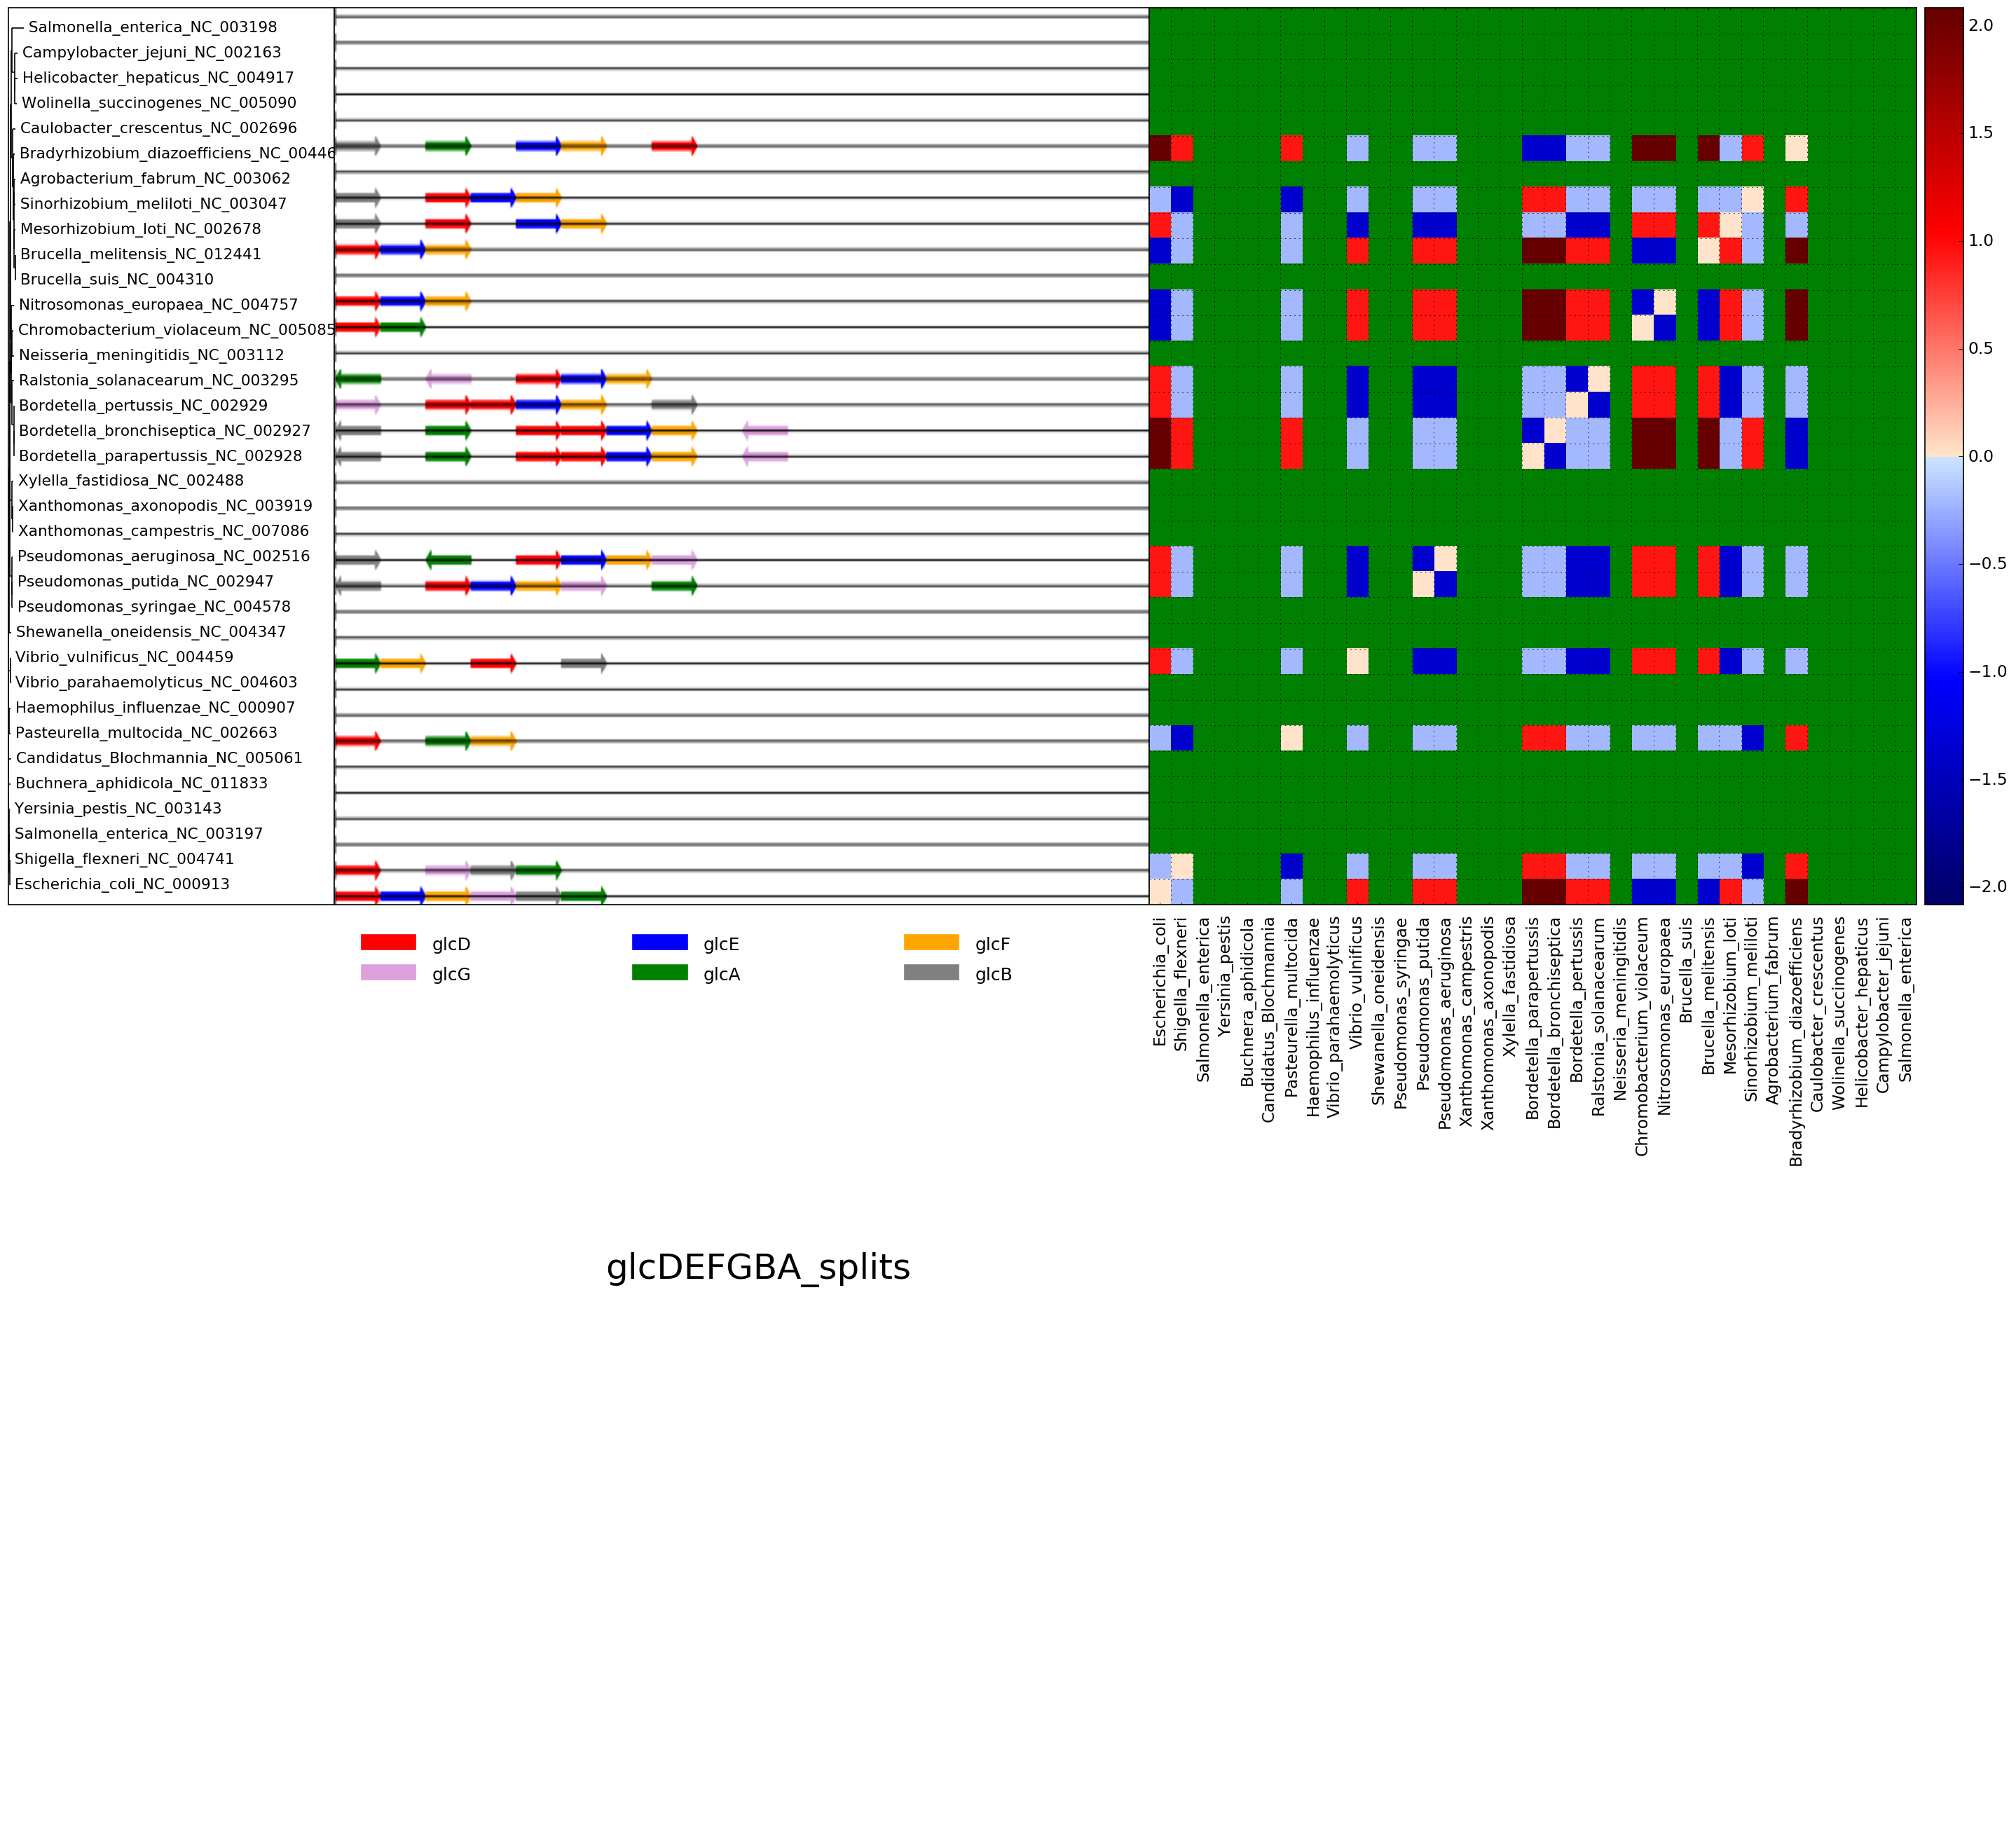 Salmonella_enterica_NC_003198
Campylobacter_jejuni_NC_002163
Helicobacter_hepaticus_NC_004917
Wolinella_succinogenes_NC_005090
Caulobacter_crescentus_NC_002696
Bradyrhizobium_diazoefficiens_NC_00446
Agrobacterium_fabrum_NC_003062
Sinorhizobium_meliloti_NC_003047
Mesorhizobium_loti_NC_002678
Brucella_melitensis_NC_012441
Brucella_suis_NC_004310
Nitrosomonas_europaea_NC_004757
Chromobacterium_violaceum_NC_005085
Neisseria_meningitidis_NC_003112
Ralstonia_solanacearum_NC_003295
Bordetella_pertussis_NC_002929
Bordetella_bronchiseptica_NC_002927
Bordetella_parapertussis_NC_002928
Xylella_fastidiosa_NC_002488
Xanthomonas_axonopodis_NC_003919
Xanthomonas_campestris_NC_007086
Pseudomonas_aeruginosa_NC_002516
Pseudomonas_putida_NC_002947
Pseudomonas_syringae_NC_004578
Shewanella_oneidensis_NC_004347
Vibrio_vulnificus_NC_004459
Vibrio_parahaemolyticus_NC_004603
Haemophilus_influenzae_NC_000907
Pasteurella_multocida_NC_002663
Candidatus_Blochmannia_NC_005061
Buchnera_aphidicola_NC_011833
Yersinia_pestis_NC_003143
Salmonella_enterica_NC_003197
Shigella_flexneri_NC_004741
Escherichia_coli_NC_000913
2.0
1.5
1.0
0.5
0.0
−0.5
−1.0
−1.5
−2.0
Escherichia_coli
Shigella_flexneri
Salmonella_enterica
Yersinia_pestis
Buchnera_aphidicola
Candidatus_Blochmannia
Pasteurella_multocida
Haemophilus_influenzae
Vibrio_parahaemolyticus
Vibrio_vulnificus
Shewanella_oneidensis
Pseudomonas_syringae
Pseudomonas_putida
Pseudomonas_aeruginosa
Xanthomonas_campestris
Xanthomonas_axonopodis
Xylella_fastidiosa
Bordetella_parapertussis
Bordetella_bronchiseptica
Bordetella_pertussis
Ralstonia_solanacearum
Neisseria_meningitidis
Chromobacterium_violaceum
Nitrosomonas_europaea
Brucella_suis
Brucella_melitensis
Mesorhizobium_loti
Sinorhizobium_meliloti
Agrobacterium_fabrum
Bradyrhizobium_diazoefficiens
Caulobacter_crescentus
Wolinella_succinogenes
Helicobacter_hepaticus
Campylobacter_jejuni
Salmonella_enterica
glcD glcE glcF
glcG glcA glcB
glcDEFGBA_splits